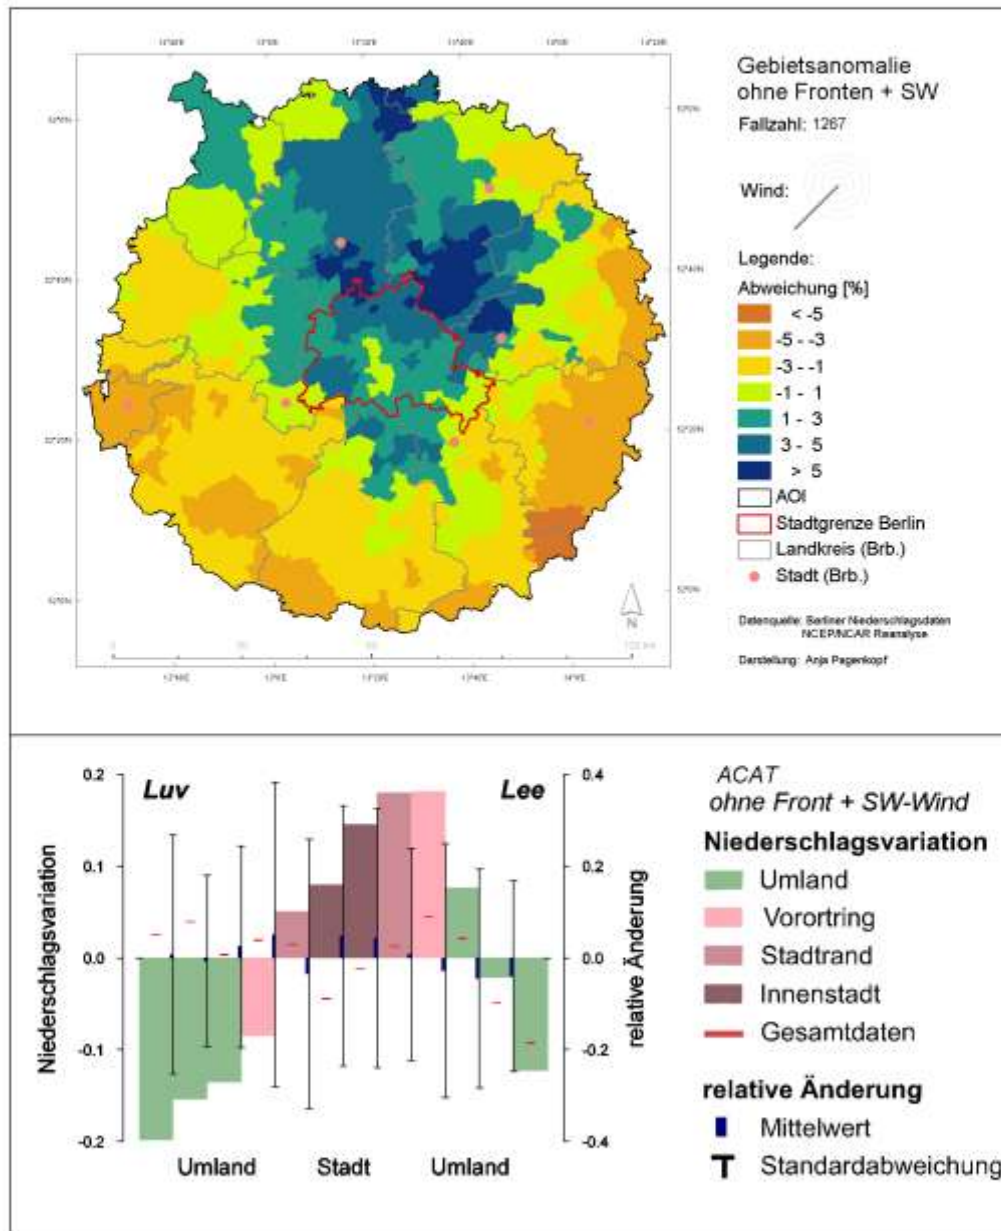 Gebietsanomalie
ohne Fronten + SW
Fallzahl: 1267
Wind:
Legende:
Abweichung [%]
< -5
-5 - -3
-3 - -1
-1 - 1
1 - 3
3 - 5
> 5
AOI
Stadtgrenze Berlin
Landkreis (Brb.)
Stadt (Brb.)
N
Datenquelle: Berliner Niederschlagsdaten
NCEP/NCAR Reanalyse
Darstellung: Anja Pagenkopf
0.2
0.4
Luv
Lee
0.1
0.2
0.0
0.0
-0.1
-0.2
-0.2
-0.4
Niederschlagsvariation
relative Änderung
Umland
Stadt
Umland
ACAT
ohne Front + SW-Wind
Niederschlagsvariation
Umland
Vorortring
Stadtrand
Innenstadt
Gesamtdaten
relative Änderung
Mittelwert
Standardabweichung